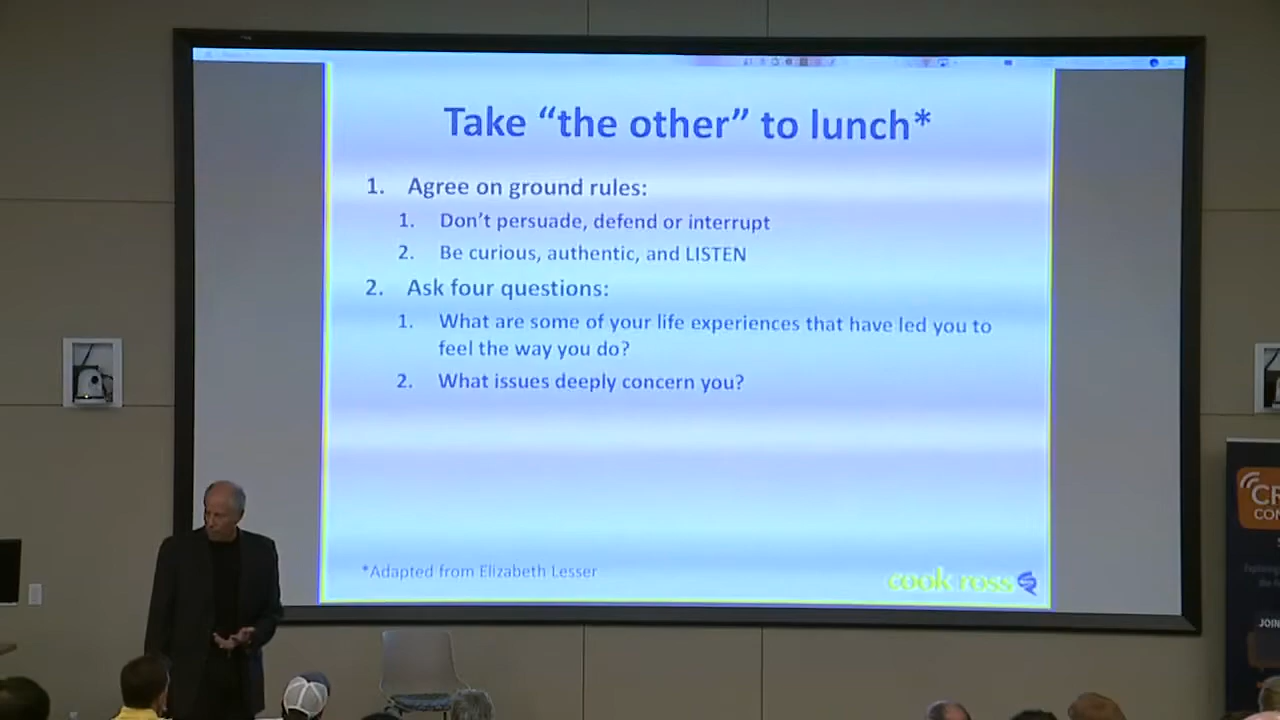 Take “the other” to lunch*
1. Agree on ground rules:
1. Don’t persuade, defend or interrupt
2. Be curious, authentic, and LISTEN
2. Ask four questions:
1. What are some of your life experiences that have led you to
feel the way you do?
2. What issues deeply concern you?
*Adapted from Elizabeth Lesser
cook ross
JOIN